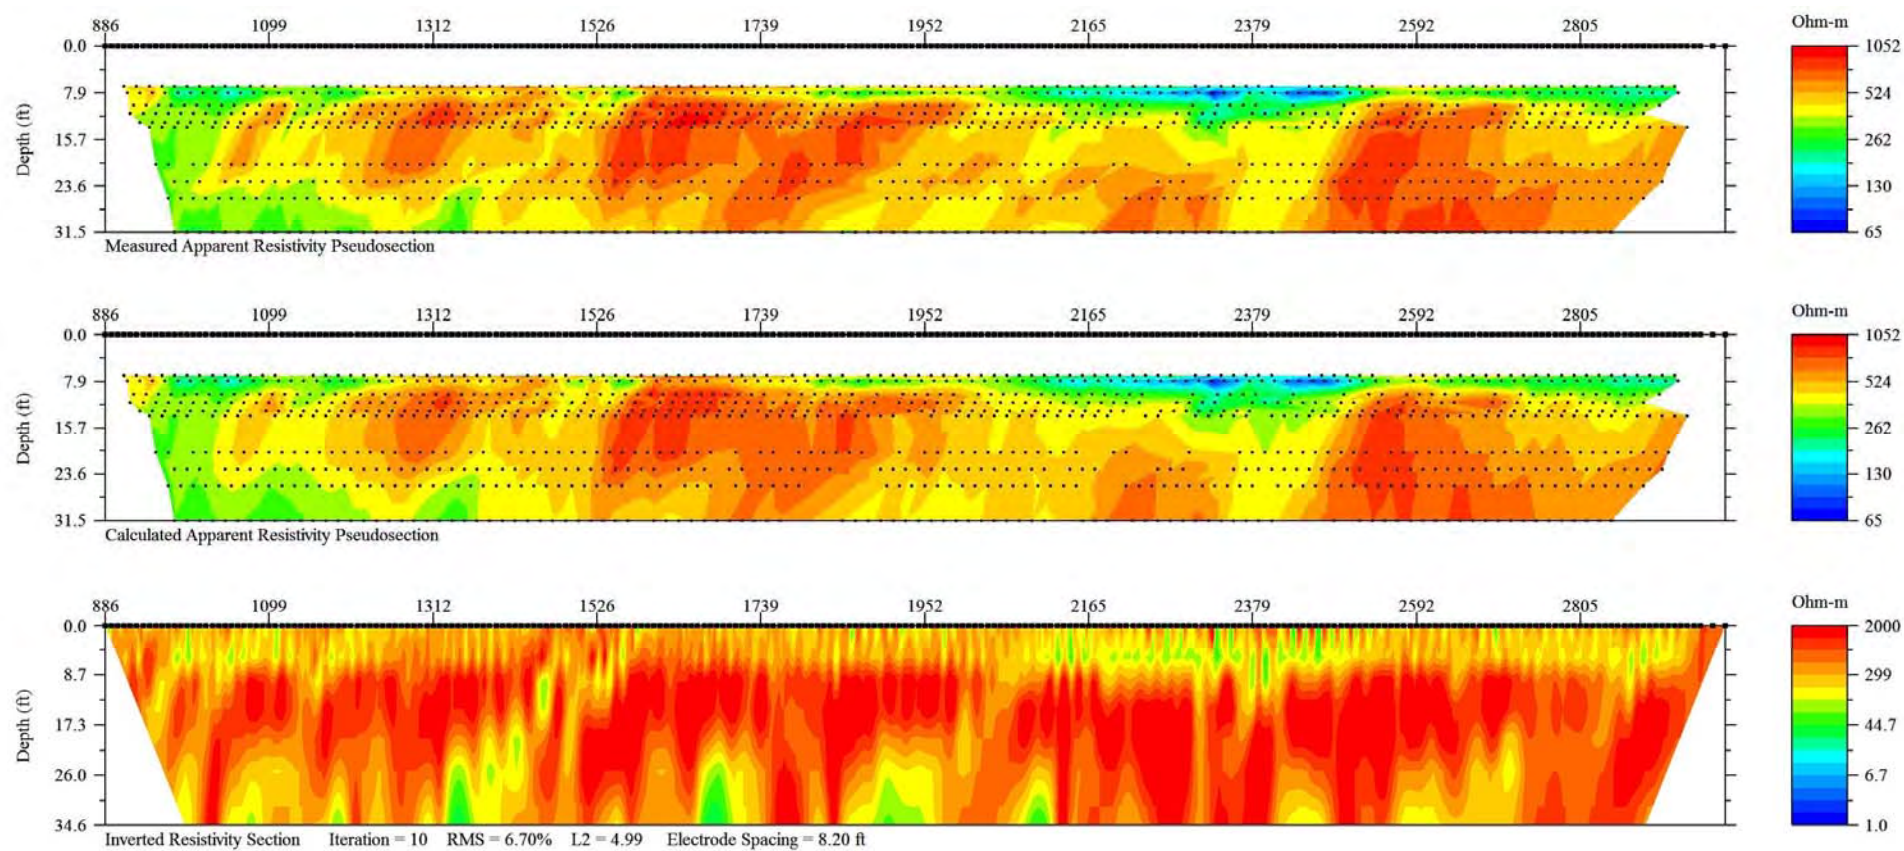 886 1099 1312 1526 1739 1952 2165 2379 2592 2805 Ohm-m
0.0 1052
7.9 524
Depth (ft)
15.7 262
23.6 130
31.5 65
Measured Apparent Resistivity Pseudosection
886 1099 1312 1526 1739 1952 2165 2379 2592 2805 Ohm-m
0.0 1052
7.9 524
Depth (ft)
15.7 262
23.6 130
31.5 65
Calculated Apparent Resistivity Pseudosection
886 1099 1312 1526 1739 1952 2165 2379 2592 2805 Ohm-m
0.0 2000
8.7 299
Depth (ft)
17.3 44.7
26.0 6.7
34.6 1.0
Inverted Resistivity Section Iteration = 10 RMS = 6.70% L2 = 4.99 Electrode Spacing = 8.20 ft